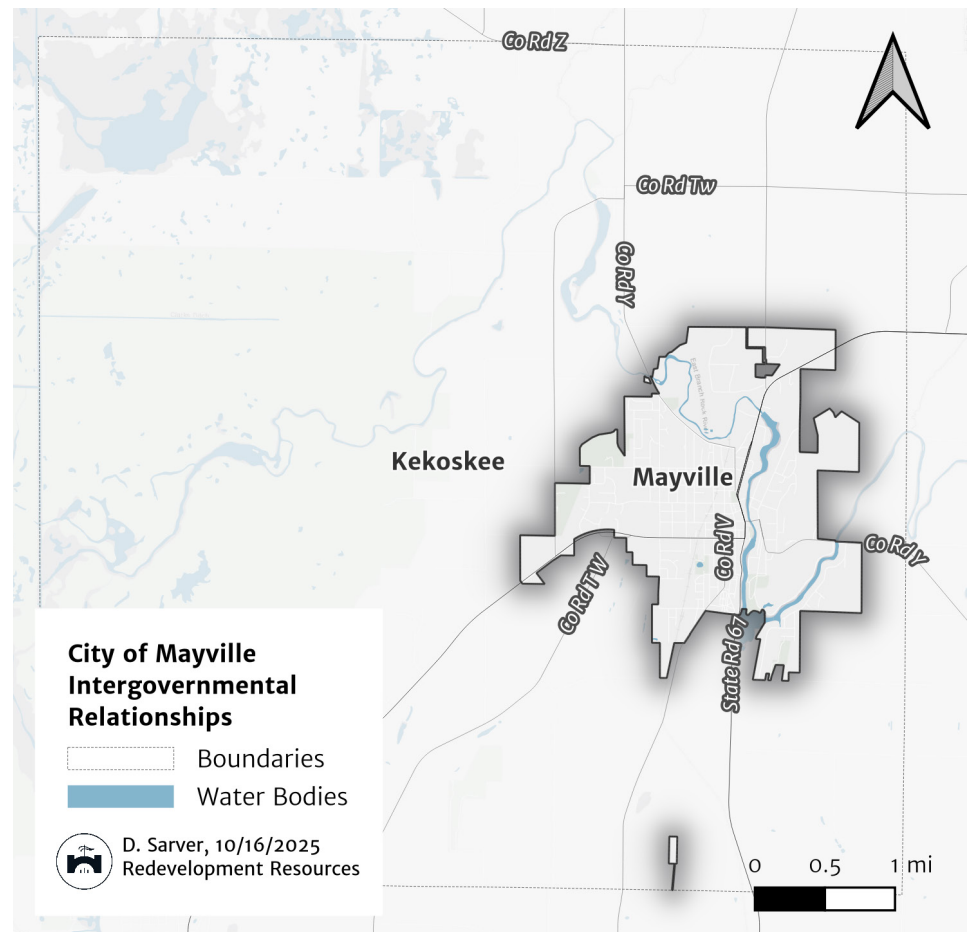 Co Rd Z
Co Rd Tw
Co Rd Y
Kekoskee
Mayville
Co Rd V
Co Rd Y
Co Rd TW
State Rd 67
City of Mayville
Intergovernmental
Relationships
Boundaries
Water Bodies
D. Sarver, 10/16/2025
Redevelopment Resources
0 0.5 1 mi